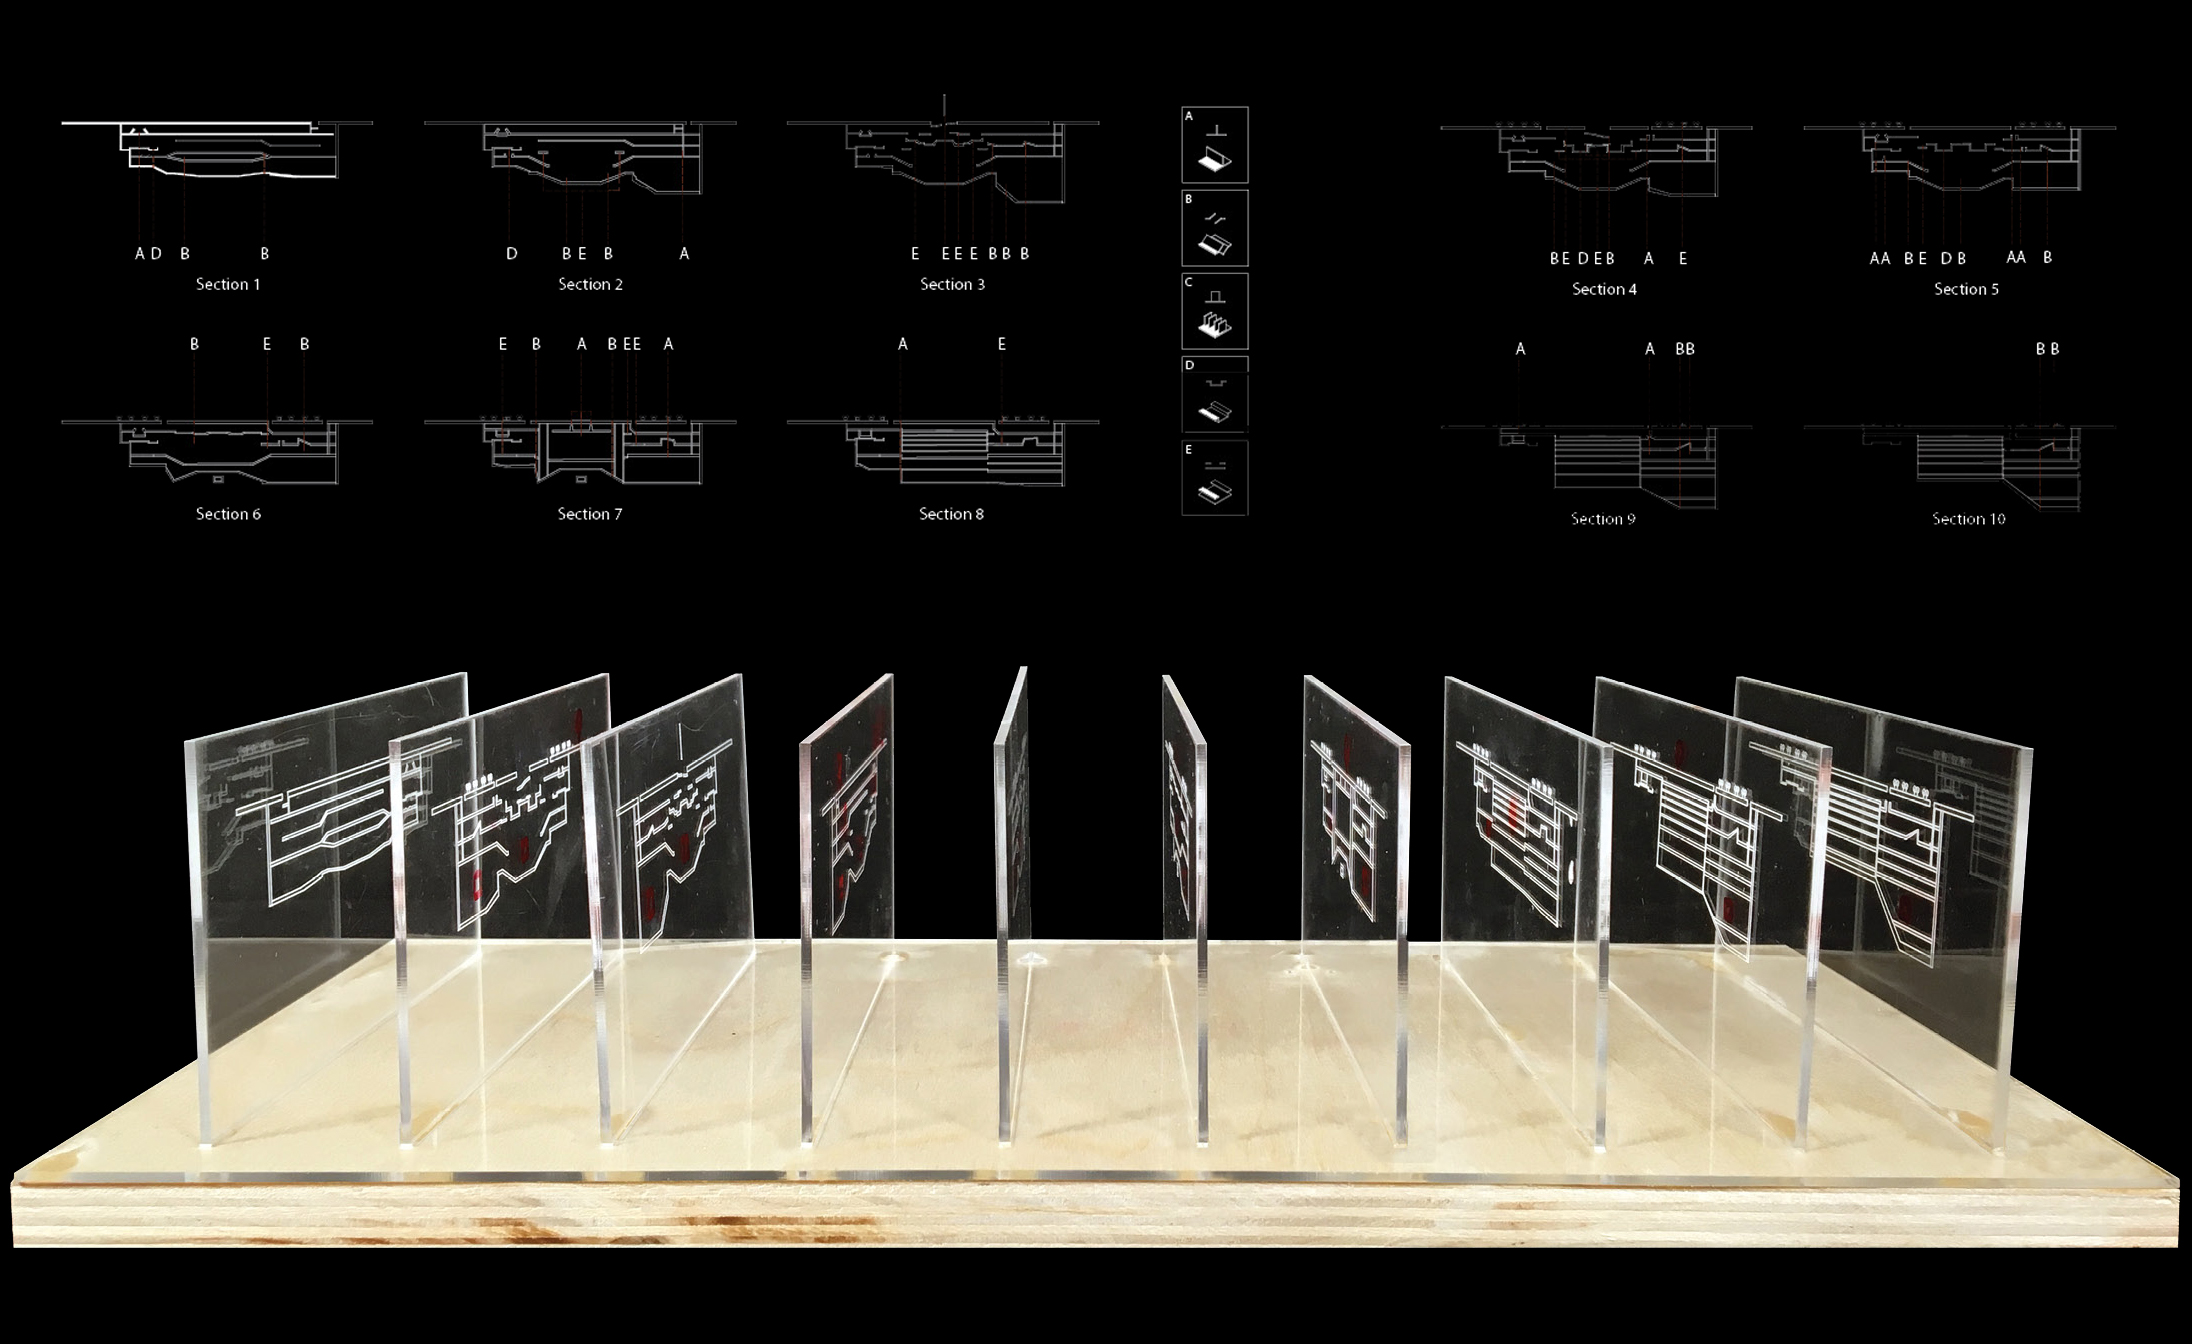 A D B B
Section 1
D B E B A
Section 2
E E E E B B B
Section 3
A
B
C
D
E
B E D E B A E
Section 4
A A B E D B A A B
Section 5
B E B
Section 6
E B A B E E A
Section 7
A E
Section 8
A A B B
Section 9
B B
Section 10